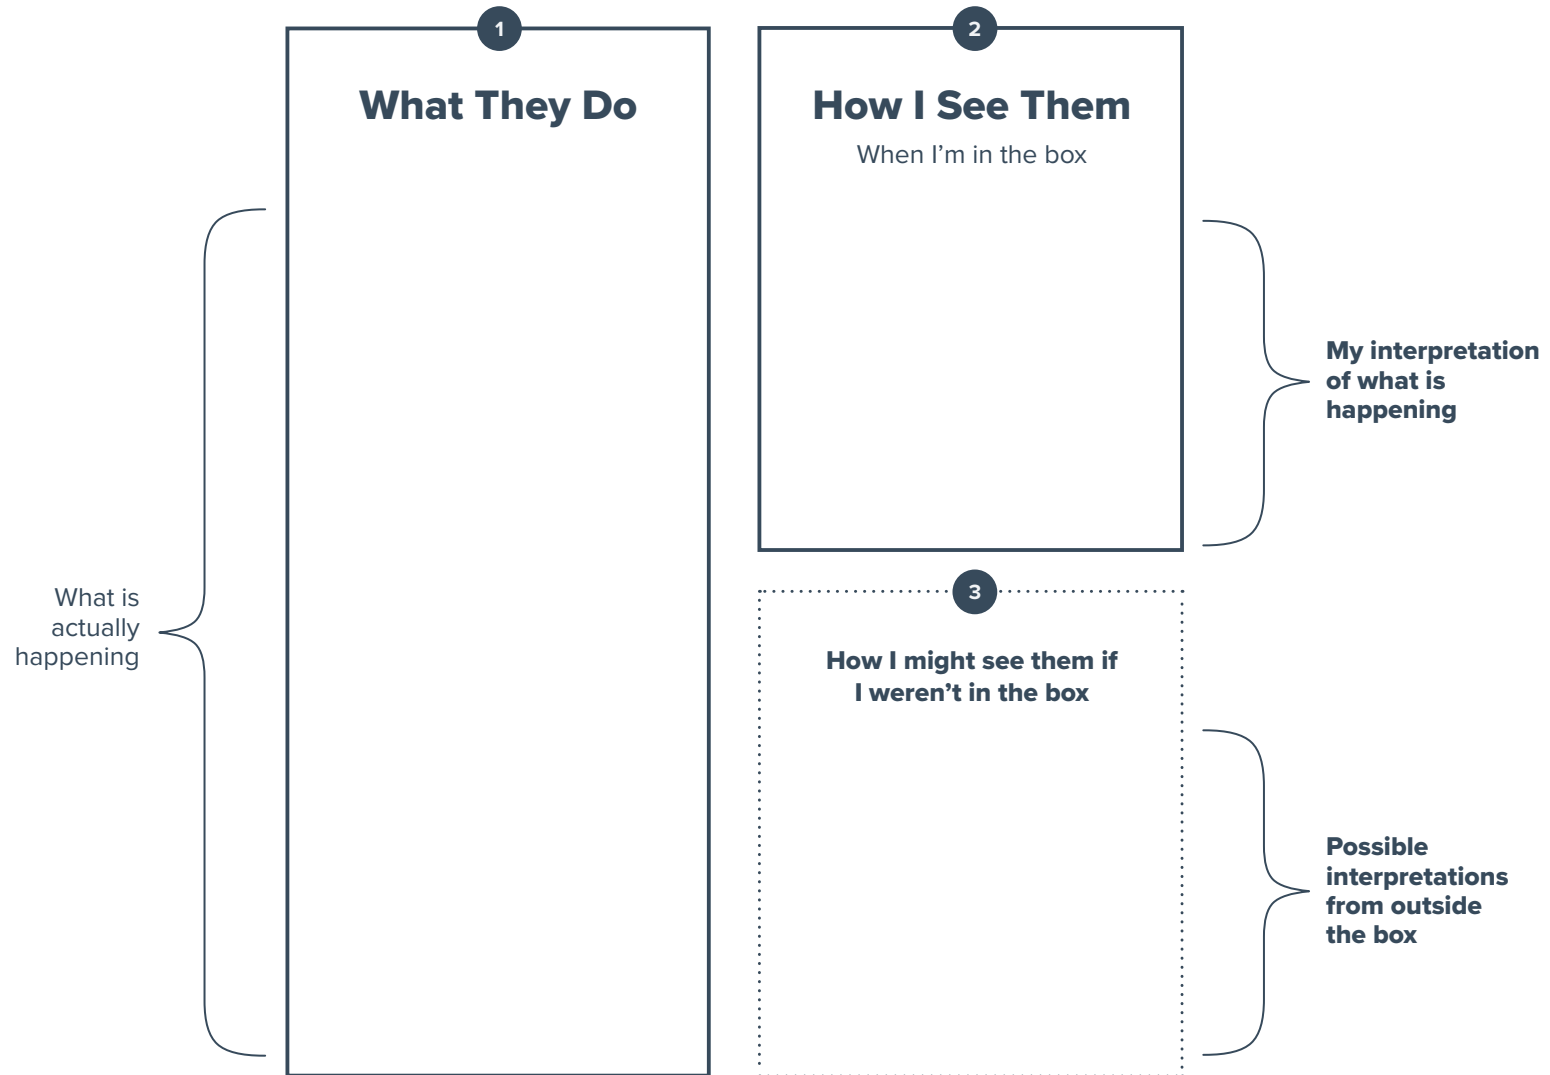 1
What They Do
What is
actually
happening
2
How I See Them
When I’m in the box
My interpretation
of what is
happening
3
How I might see them if
I weren’t in the box
Possible
interpretations
from outside
the box